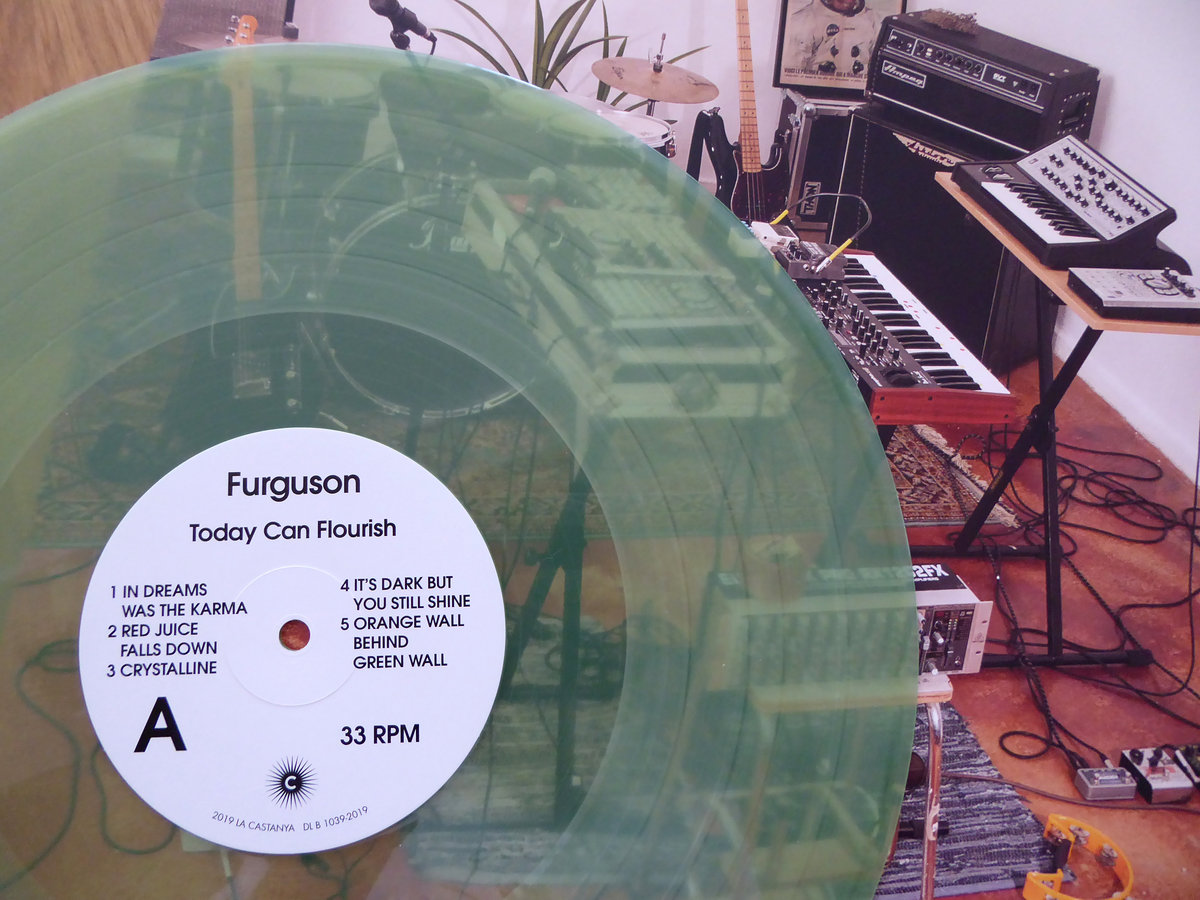 Furguson
Today Can Flourish
1 IN DREAMS
WAS THE KARMA
2 RED JUICE
FALLS DOWN
3 CRYSTALLINE
4 IT'S DARK BUT
YOU STILL SHINE
5 ORANGE WALL
BEHIND
GREEN WALL
A
33 RPM
C
2019 LA CASTANYA DL B 1039-2019
Ampeg